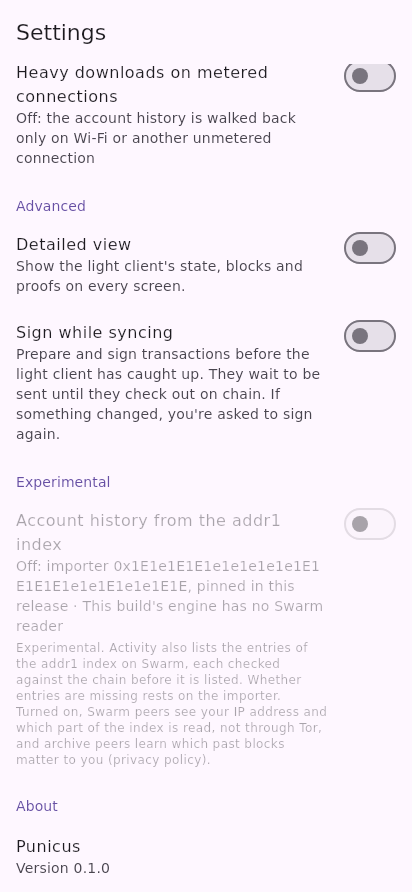 Settings
Heavy downloads on metered
connections
Off: the account history is walked back
only on Wi-Fi or another unmetered
connection
Advanced
Detailed view
Show the light client's state, blocks and
proofs on every screen.
Sign while syncing
Prepare and sign transactions before the
light client has caught up. They wait to be
sent until they check out on chain. If
something changed, you're asked to sign
again.
Experimental
Account history from the addr1
index
Off: importer 0x1E1e1E1E1e1e1e1e1e1E1
E1E1E1e1e1E1e1e1E1E, pinned in this
release · This build's engine has no Swarm
reader
Experimental. Activity also lists the entries of
the addr1 index on Swarm, each checked
against the chain before it is listed. Whether
entries are missing rests on the importer.
Turned on, Swarm peers see your IP address and
which part of the index is read, not through Tor,
and archive peers learn which past blocks
matter to you (privacy policy).
About
Punicus
Version 0.1.0